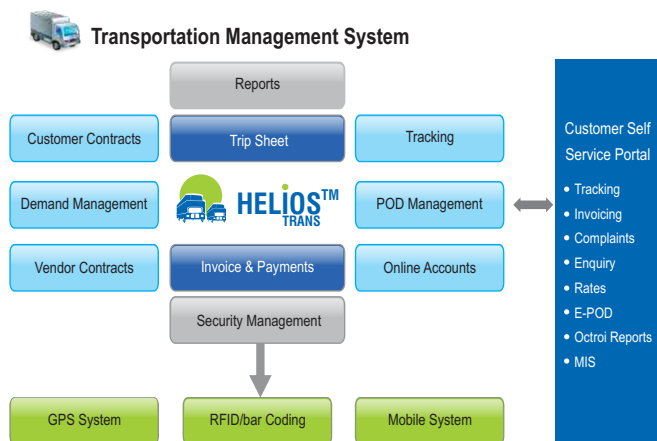 Transportation Management System
Reports
Customer Contracts
Trip Sheet
Tracking
Demand Management
HELiOS™
TRANS
POD Management
Vendor Contracts
Invoice & Payments
Online Accounts
Security Management
GPS System
RFID/bar Coding
Mobile System
Customer Self
Service Portal
• Tracking
• Invoicing
• Complaints
• Enquiry
• Rates
• E-POD
• Octroi Reports
• MIS